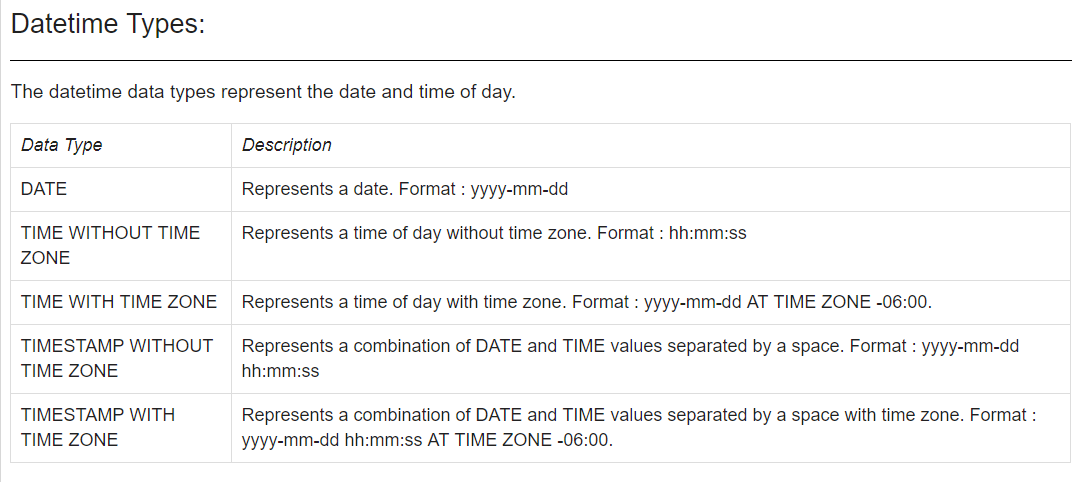 Datetime Types:
The datetime data types represent the date and time of day.
Data Type Description
DATE Represents a date. Format : yyyy-mm-dd
TIME WITHOUT TIME Represents a time of day without time zone. Format : hh:mm:ss
ZONE
TIME WITH TIME ZONE Represents a time of day with time zone. Format : yyyy-mm-dd AT TIME ZONE -06:00.
TIMESTAMP WITHOUT Represents a combination of DATE and TIME values separated by a space. Format : yyyy-mm-dd
TIME ZONE hh:mm:ss
TIMESTAMP WITH Represents a combination of DATE and TIME values separated by a space with time zone. Format :
TIME ZONE yyyy-mm-dd hh:mm:ss AT TIME ZONE -06:00.